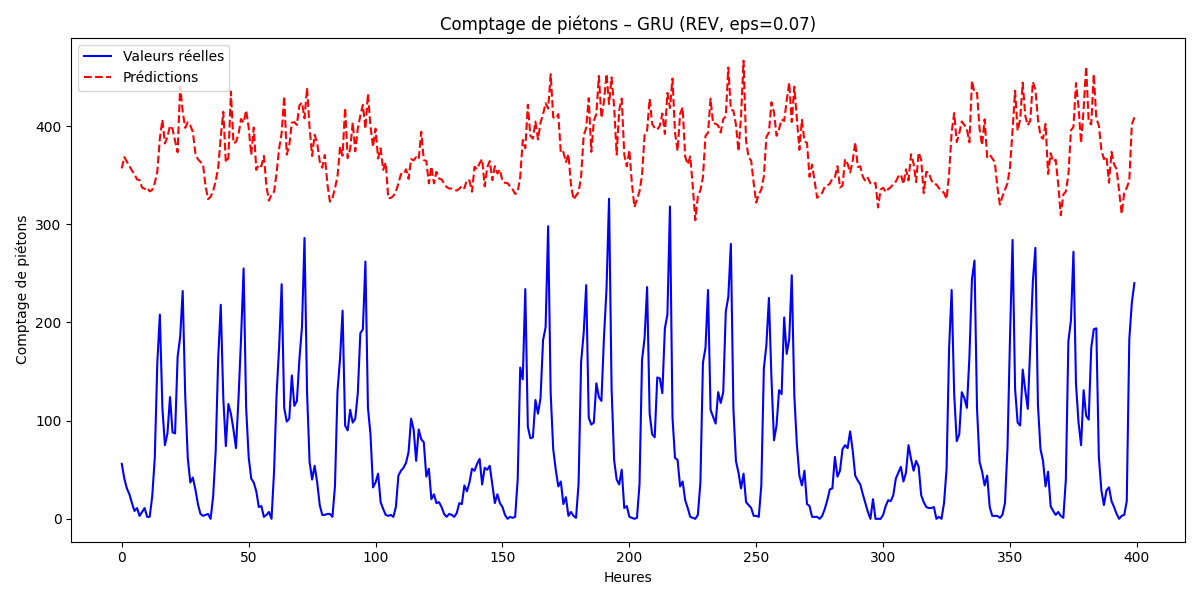 Comptage de piétons – GRU (REV, eps=0.07)
Valeurs réelles
Prédictions
Comptage de piétons
400
300
200
100
0
0 50 100 150 200 250 300 350 400
Heures